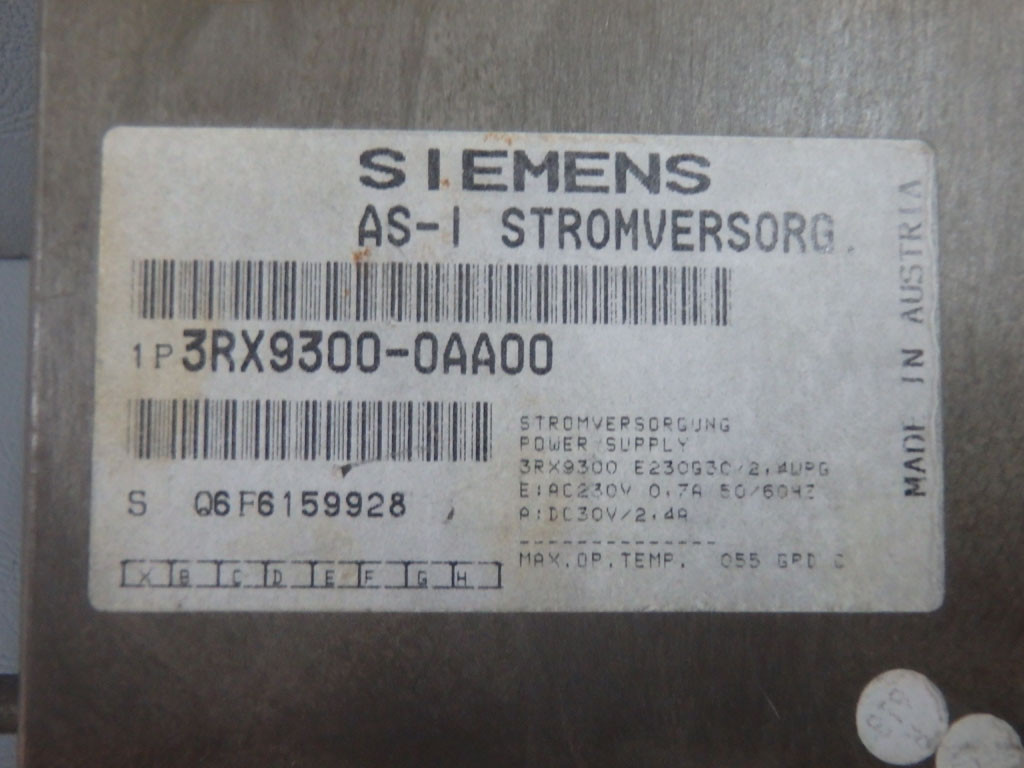 SIEMENS
AS-I STROMVERSORG.
1P 3RX9300-0AA00
STROMVERSORGUNG
POWER SUPPLY
3RX9300 E230G30/2,4WPG
E:AC230V 0.7A 50/60HZ
A:DC30V/2.4A
S Q6F6159928
MAX.OP.TEMP. 055 GRD C
X B C D E F G H
MADE IN AUSTRIA